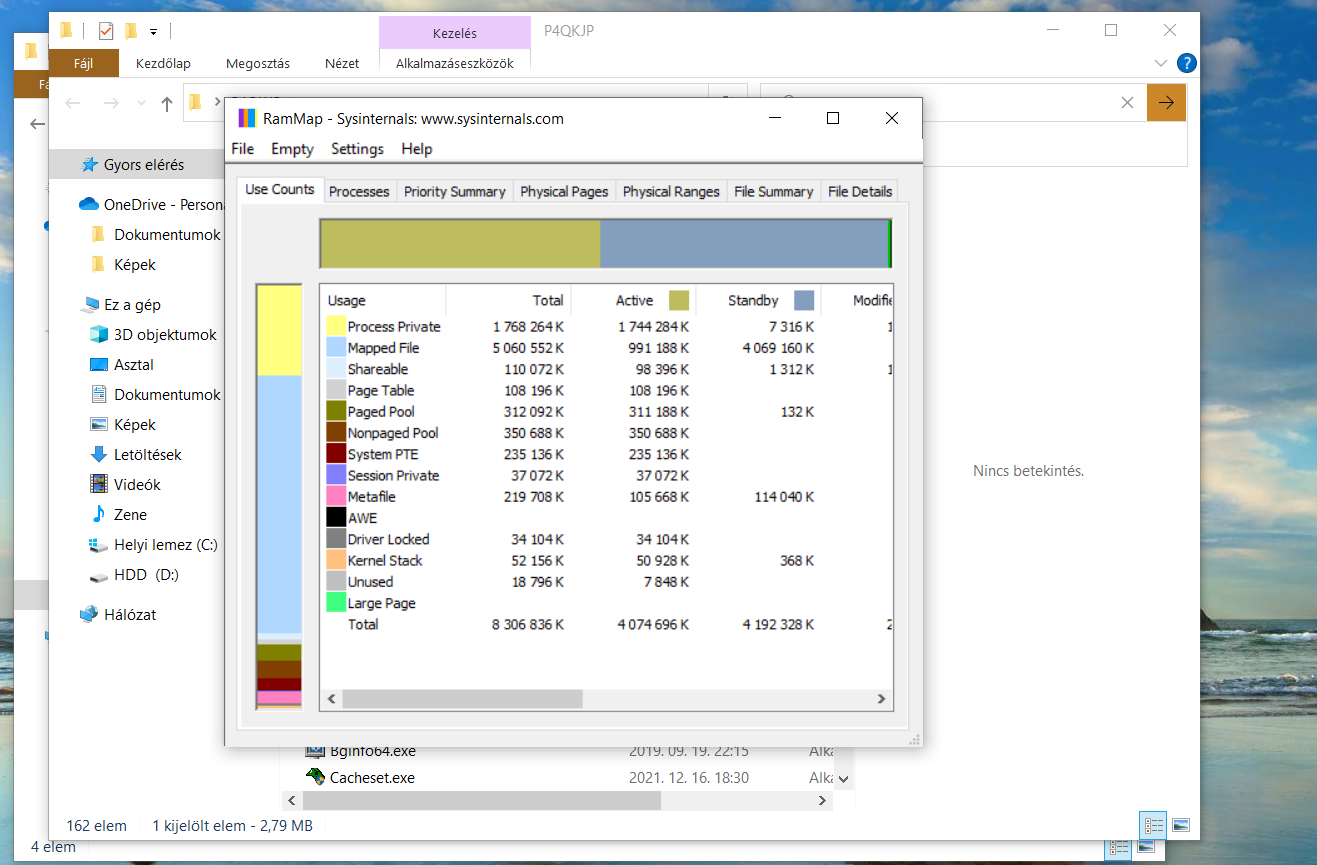 Kezelés
P4QKJP
Fájl
Kezdőlap
Megosztás
Nézet
Alkalmazáseszközök
?
RamMap - Sysinternals: www.sysinternals.com
File Empty Settings Help
Use Counts Processes Priority Summary Physical Pages Physical Ranges File Summary File Details
Usage Total Active Standby Modifie
Process Private 1 768 264 K 1 744 284 K 7 316 K 1
Mapped File 5 060 552 K 991 188 K 4 069 160 K
Shareable 110 072 K 98 396 K 1 312 K 1
Page Table 108 196 K 108 196 K
Paged Pool 312 092 K 311 188 K 132 K
Nonpaged Pool 350 688 K 350 688 K
System PTE 235 136 K 235 136 K
Session Private 37 072 K 37 072 K
Metafile 219 708 K 105 668 K 114 040 K
AWE
Driver Locked 34 104 K 34 104 K
Kernel Stack 52 156 K 50 928 K 368 K
Unused 18 796 K 7 848 K
Large Page
Total 8 306 836 K 4 074 696 K 4 192 328 K 2
Gyors elérés
OneDrive - Persona
Dokumentumok
Képek
Ez a gép
3D objektumok
Asztal
Dokumentumok
Képek
Letöltések
Videók
Zene
Helyi lemez (C:)
HDD (D:)
Hálózat
Nincs betekintés.
Bginfo64.exe 2019. 09. 19. 22:15 Alka
Cacheset.exe 2021. 12. 16. 18:30 Alka
162 elem 1 kijelölt elem - 2,79 MB
4 elem